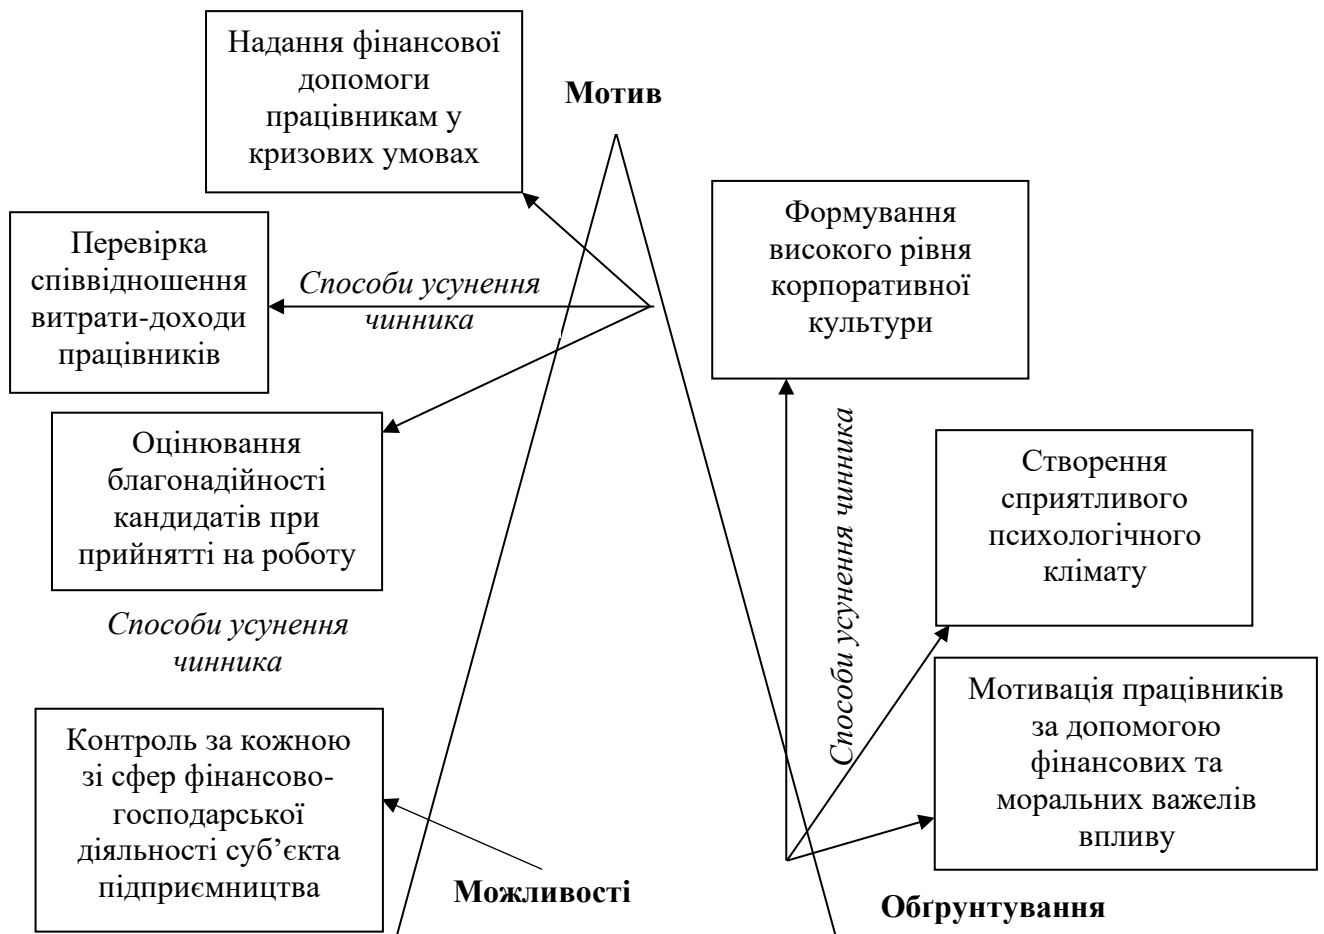 Надання фінансової
допомоги
працівникам у
кризових умовах
Мотив
Перевірка
співвідношення
витрати-доходи
працівників
Способи усунення
чинника
Формування
високого рівня
корпоративної
культури
Оцінювання
благонадійності
кандидатів при
прийнятті на роботу
Способи усунення чинника
Створення
сприятливого
психологічного
клімату
Способи усунення
чинника
Мотивація працівників
за допомогою
фінансових та
моральних важелів
впливу
Контроль за кожною
зі сфер фінансово-
господарської
діяльності суб’єкта
підприємництва
Можливості
Обґрунтування